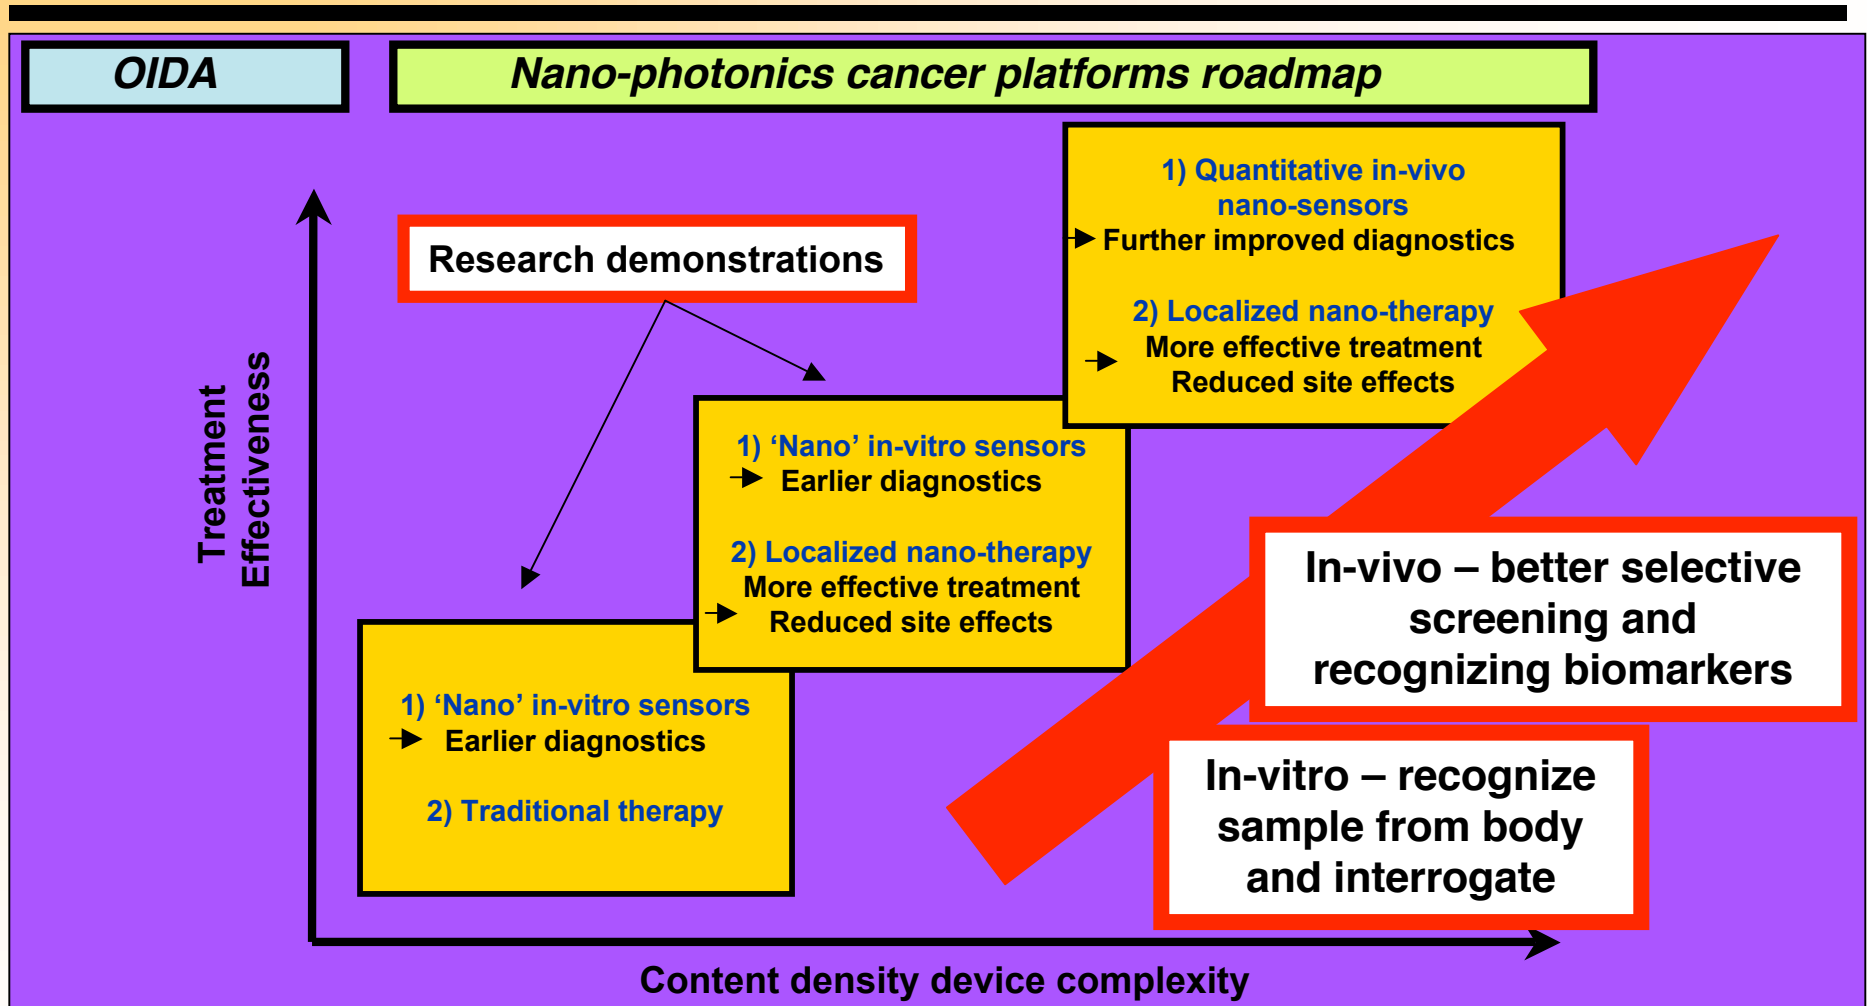 OIDA
Nano-photonics cancer platforms roadmap
1) Quantitative in-vivo
nano-sensors
Further improved diagnostics
2) Localized nano-therapy
More effective treatment
Reduced site effects
Research demonstrations
Treatment
Effectiveness
1) ‘Nano’ in-vitro sensors
Earlier diagnostics
2) Localized nano-therapy
More effective treatment
Reduced site effects
1) ‘Nano’ in-vitro sensors
Earlier diagnostics
2) Traditional therapy
In-vivo – better selective
screening and
recognizing biomarkers
In-vitro – recognize
sample from body
and interrogate
Content density device complexity